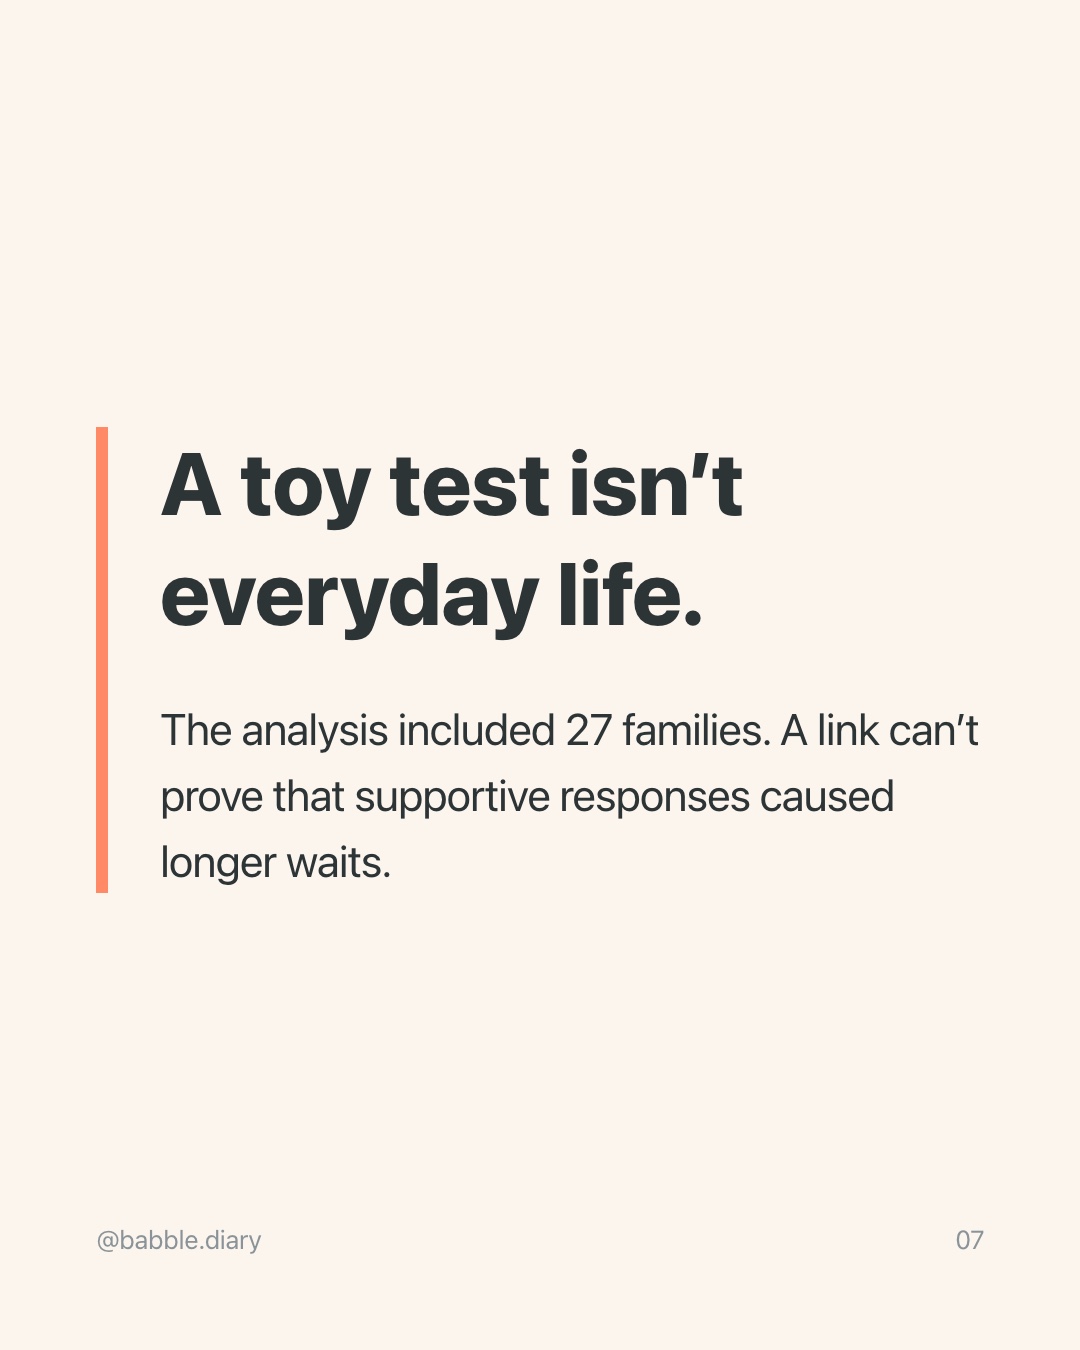 A toy test isn’t
everyday life.
The analysis included 27 families. A link can’t
prove that supportive responses caused
longer waits.
@babble.diary
07